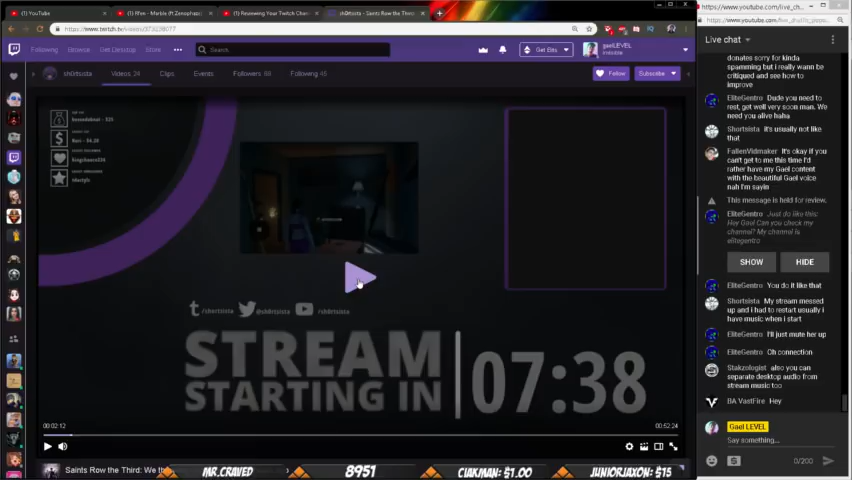 (1) YouTube
(1) Renewing Your Twitch Chan
sh0rtsista - Saints Row the Third: We
https://www.twitch.tv/videos/
https://www.youtube.com/live_ch
Following Browse Get Desktop Store
Search
Get Bits
gaelLEVEL
Invisible
Live chat
sh0rtsista Videos 24 Clips Events Followers 88 Following 48
Follow Subscribe
donates sorry for kinda
spamming but i really wann be
critiqued and see how to
improve
EliteGentro Dude you need to
rest, get well very soon man. We
need you alive haha
Shortsista it's usually not like
that
FallenVidmaker It's okay if you
can't get to me this time I'd
rather have my Gael content
with the beautiful Gael voice
nah I'm sayin
This message is held for review.
EliteGentro Just do like this:
Hey Gael Can you check my
channel? My channel is
elitegentro
SHOW HIDE
EliteGentro You do it like that
Shortsista My stream messed
up and i had to restart usually i
have music when i start
EliteGentro I'll just mute her up
EliteGentro Oh connection
Stakzologist also you can
separate desktop audio from
stream music too
BA VastFire Hey
Gael LEVEL
Say something...
0/200
/shortsista @sh0rtsista /sh0rtsista
STREAM
STARTING IN
07:38
00:02:12 00:52:24
Saints Row the Third: We th
MR.CRAVED 8951 CIAKMAN: $1.00 JUNIORJAXON: $15